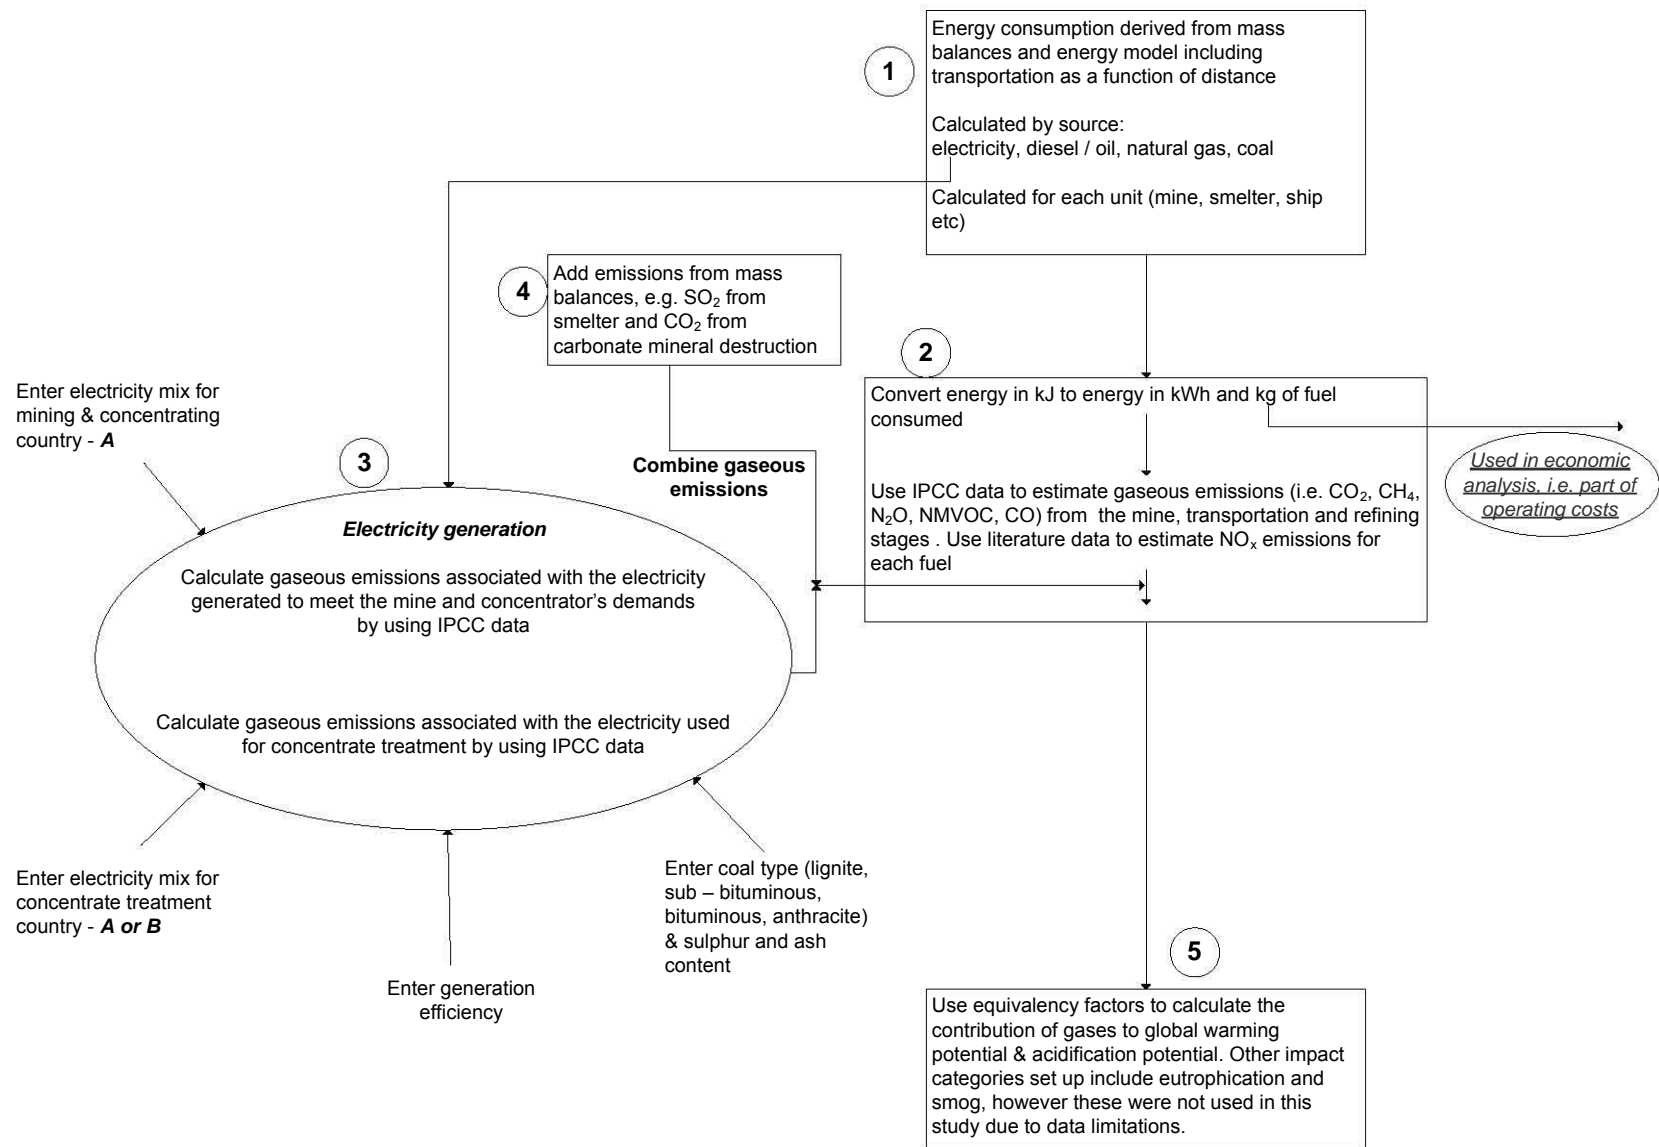 1
Energy consumption derived from mass
balances and energy model including
transportation as a function of distance
Calculated by source:
electricity, diesel / oil, natural gas, coal
Calculated for each unit (mine, smelter, ship
etc)
4
Add emissions from mass
balances, e.g. SO₂ from
smelter and CO₂ from
carbonate mineral destruction
2
Convert energy in kJ to energy in kWh and kg of fuel
consumed
Use IPCC data to estimate gaseous emissions (i.e. CO₂, CH₄,
N₂O, NMVOC, CO) from the mine, transportation and refining
stages . Use literature data to estimate NOₓ emissions for
each fuel
Used in economic
analysis, i.e. part of
operating costs
Combine gaseous
emissions
Enter electricity mix for
mining & concentrating
country - A
3
Electricity generation
Calculate gaseous emissions associated with the electricity
generated to meet the mine and concentrator’s demands
by using IPCC data
Calculate gaseous emissions associated with the electricity used
for concentrate treatment by using IPCC data
Enter electricity mix for
concentrate treatment
country - A or B
Enter generation
efficiency
Enter coal type (lignite,
sub – bituminous,
bituminous, anthracite)
& sulphur and ash
content
5
Use equivalency factors to calculate the
contribution of gases to global warming
potential & acidification potential. Other impact
categories set up include eutrophication and
smog, however these were not used in this
study due to data limitations.